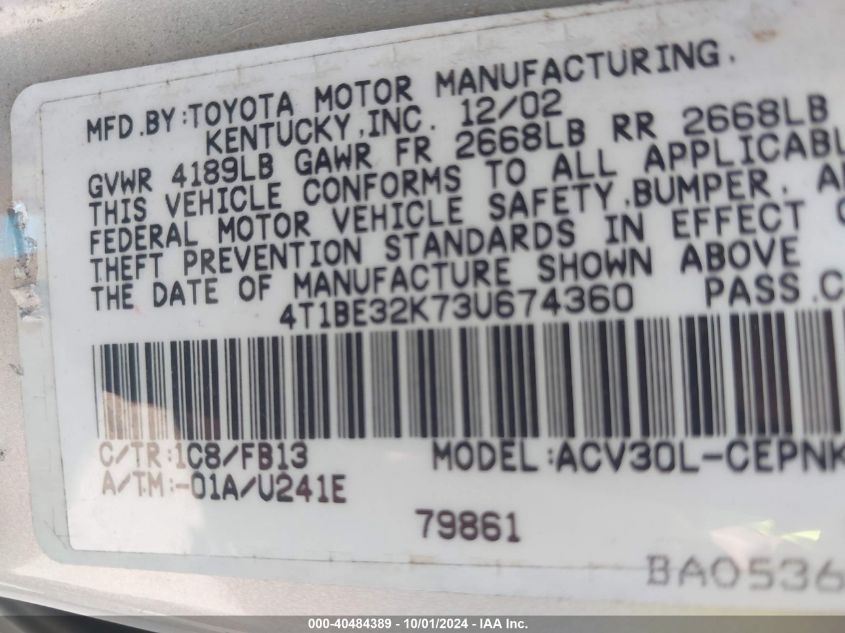 MFD.BY:TOYOTA MOTOR MANUFACTURING.
KENTUCKY,INC. 12/02
GVWR 4189LB GAWR FR 2668LB RR 2668LB
THIS VEHICLE CONFORMS TO ALL APPLICABL
FEDERAL MOTOR VEHICLE SAFETY,BUMPER, A
THEFT PREVENTION STANDARDS IN EFFECT
THE DATE OF MANUFACTURE SHOWN ABOVE
4T1BE32K73U674360 PASS.C
C/TR:1C8/FB13 MODEL:ACV30L-CEPNK
A/TM:-01A/U241E
79861
BA0536
000-40484389 - 10/01/2024 - IAA Inc.